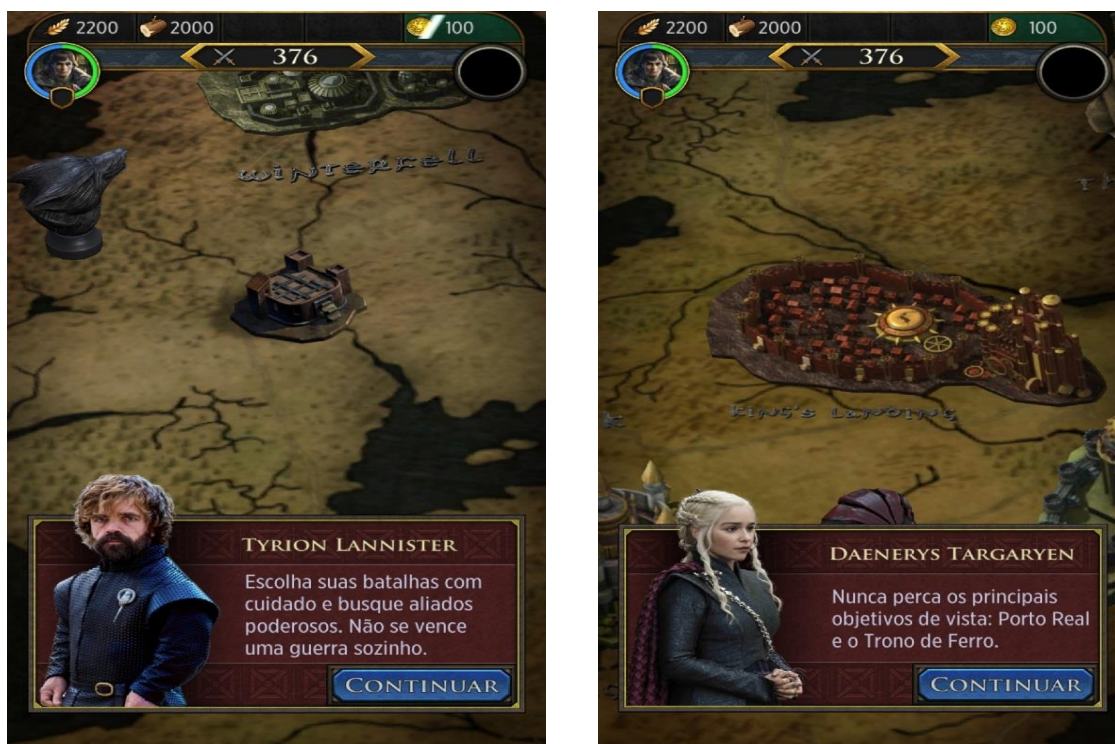 2200 2000 100
376
WINTERFELL
TYRION LANNISTER
Escolha suas batalhas com
cuidado e busque aliados
poderosos. Não se vence
uma guerra sozinho.
CONTINUAR
2200 2000 100
376
KING'S LANDING
DAENERYS TARGARYEN
Nunca perca os principais
objetivos de vista: Porto Real
e o Trono de Ferro.
CONTINUAR